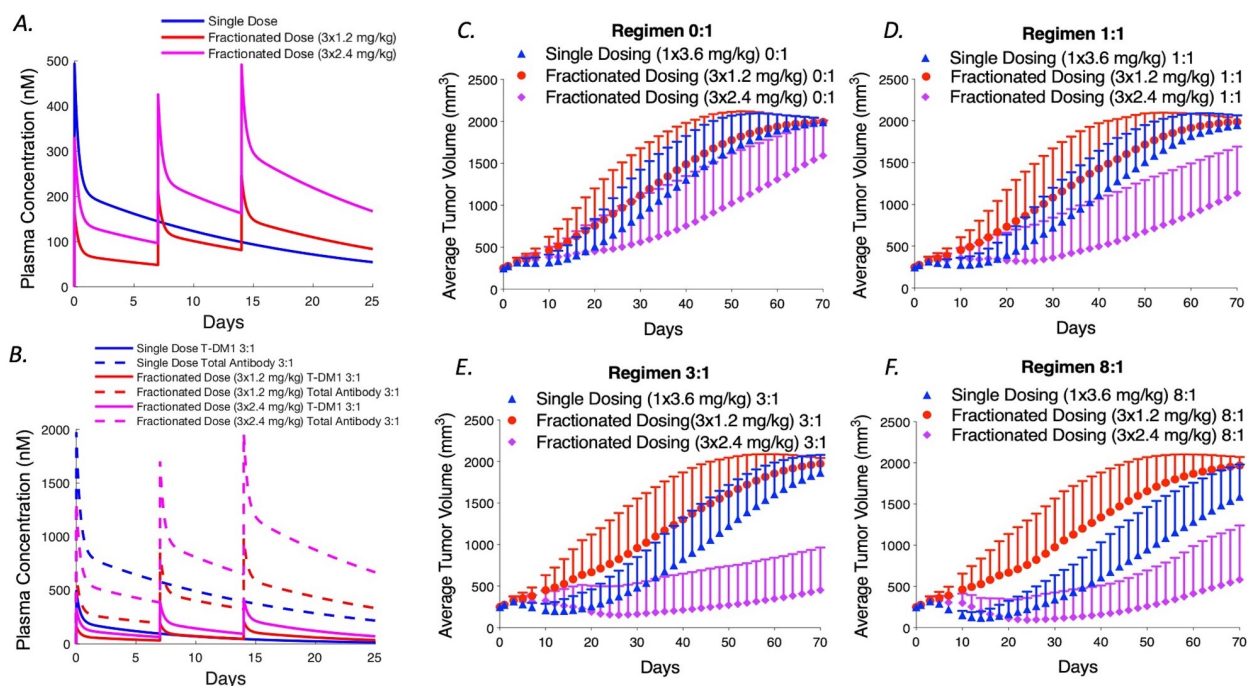 A.
Single Dose
Fractionated Dose (3x1.2 mg/kg)
Fractionated Dose (3x2.4 mg/kg)
Plasma Concentration (nM)
500
400
300
200
100
0
0 5 10 15 20 25
Days
B.
Single Dose T-DM1 3:1
Single Dose Total Antibody 3:1
Fractionated Dose (3x1.2 mg/kg) T-DM1 3:1
Fractionated Dose (3x1.2 mg/kg) Total Antibody 3:1
Fractionated Dose (3x2.4 mg/kg) T-DM1 3:1
Fractionated Dose (3x2.4 mg/kg) Total Antibody 3:1
Plasma Concentration (nM)
2000
1500
1000
500
0
0 5 10 15 20 25
Days
C.
Regimen 0:1
Single Dosing (1x3.6 mg/kg) 0:1
Fractionated Dosing (3x1.2 mg/kg) 0:1
Fractionated Dosing (3x2.4 mg/kg) 0:1
Average Tumor Volume (mm³)
2500
2000
1500
1000
500
0
0 10 20 30 40 50 60 70
Days
D.
Regimen 1:1
Single Dosing (1x3.6 mg/kg) 1:1
Fractionated Dosing (3x1.2 mg/kg) 1:1
Fractionated Dosing (3x2.4 mg/kg) 1:1
Average Tumor Volume (mm³)
2500
2000
1500
1000
500
0
0 10 20 30 40 50 60 70
Days
E.
Regimen 3:1
Single Dosing (1x3.6 mg/kg) 3:1
Fractionated Dosing(3x1.2 mg/kg) 3:1
Fractionated Dosing (3x2.4 mg/kg) 3:1
Average Tumor Volume (mm³)
2500
2000
1500
1000
500
0
0 10 20 30 40 50 60 70
Days
F.
Regimen 8:1
Single Dosing (1x3.6 mg/kg) 8:1
Fractionated Dosing (3x1.2 mg/kg) 8:1
Fractionated Dosing (3x2.4 mg/kg) 8:1
Average Tumor Volume (mm³)
2500
2000
1500
1000
500
0
0 10 20 30 40 50 60 70
Days